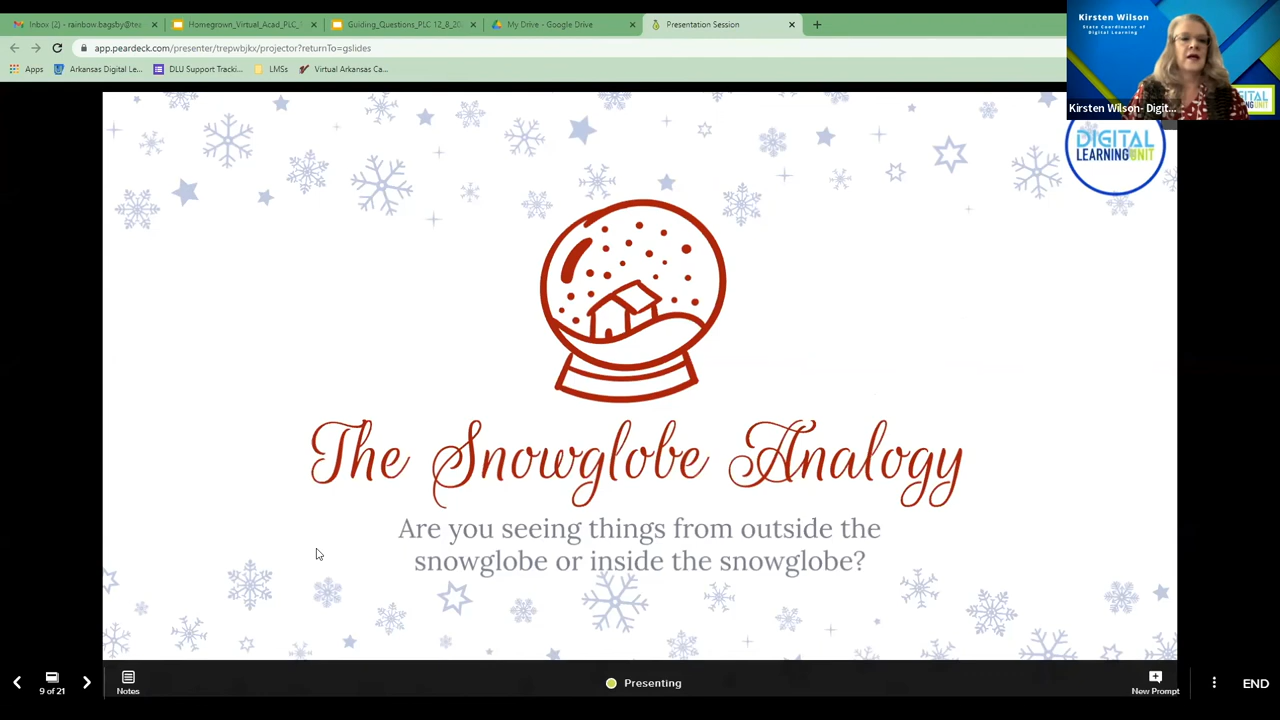 Inbox (2) - rainbow.bagsby@tea
Homegrown_Virtual_Acad_PLC_
Guiding_Questions_PLC 12_8_20
My Drive - Google Drive
Presentation Session
app.peardeck.com/presenter/trepwbjkx/projector?returnTo=gslides
Apps
Arkansas Digital Le...
DLU Support Tracki...
LMSs
Virtual Arkansas Ca...
Kirsten Wilson
State Coordinator of
Digital Learning
Kirsten Wilson- Digit...
DIGITAL
LEARNING UNIT
The Snowglobe Analogy
Are you seeing things from outside the
snowglobe or inside the snowglobe?
9 of 21
Notes
Presenting
New Prompt
END